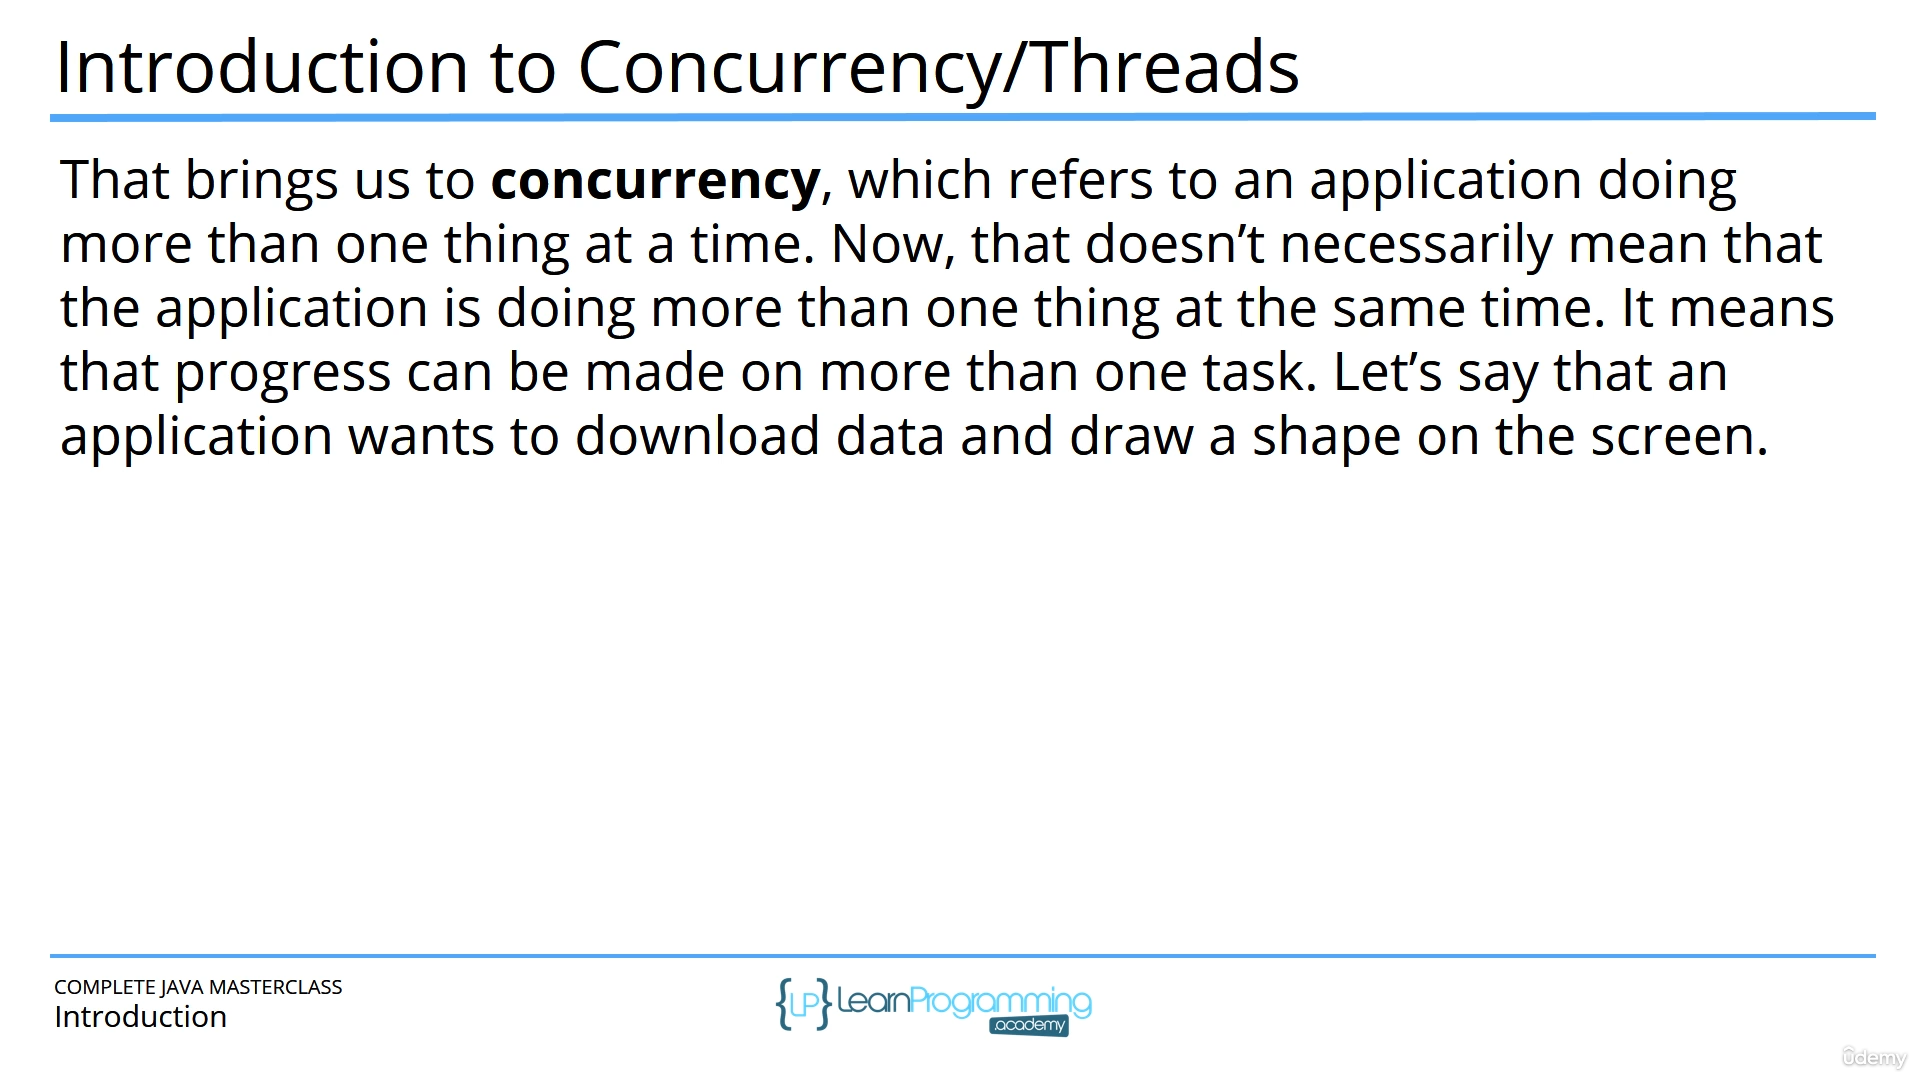 Introduction to Concurrency/Threads
That brings us to concurrency, which refers to an application doing
more than one thing at a time. Now, that doesn’t necessarily mean that
the application is doing more than one thing at the same time. It means
that progress can be made on more than one task. Let’s say that an
application wants to download data and draw a shape on the screen.
COMPLETE JAVA MASTERCLASS
Introduction
{LP} LearnProgramming
.academy
ûdemy